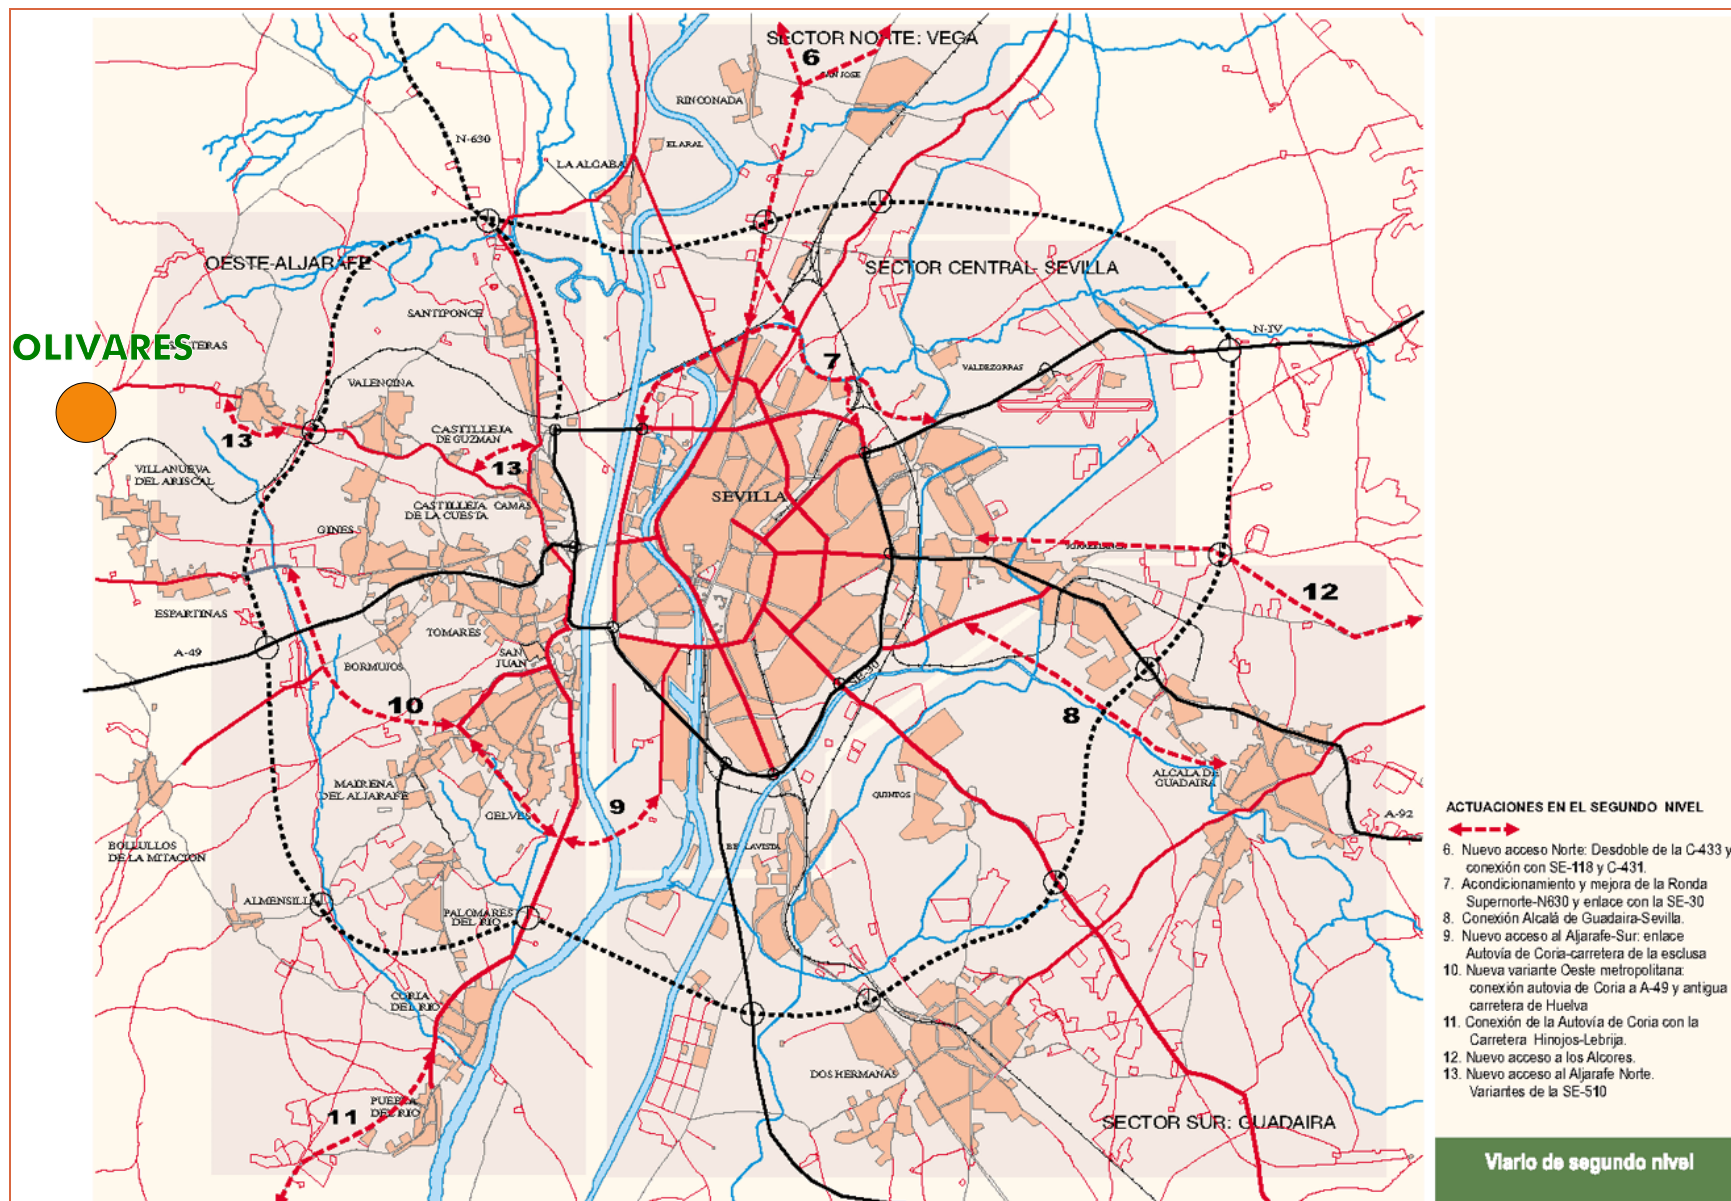 SECTOR NORTE: VEGA
6
SAN JOSE
RINCONADA
N-630
EL ARAL
LA ALGABA
OESTE-ALJARAFE
SECTOR CENTRAL- SEVILLA
SANTIPONCE
N-IV
OLIVARES
TERAS
7
VALDEZORRAS
VALENCINA
13
CASTILLEJA
DE GUZMAN
13
VILLANUEVA
DEL ARISCAL
SEVILLA
CASTILLEJA
DE LA CUESTA
CAMAS
GINES
12
ESPARTINAS
TOMARES
A-49
SAN
JUAN
BORMUJOS
SE-30
10
8
MAIRENA
DEL ALJARAFE
ALCALA DE
GUADAIRA
QUINTOS
9
GELVES
A-92
BOLLULLOS
DE LA MITACION
BELLAVISTA
ALMENSILLA
PALOMARES
DEL RIO
CORIA
DEL RIO
DOS HERMANAS
PUEBLA
DEL RIO
11
SECTOR SUR: GUADAIRA
ACTUACIONES EN EL SEGUNDO NIVEL
6. Nuevo acceso Norte: Desdoble de la C-433 y
conexión con SE-118 y C-431.
7. Acondicionamiento y mejora de la Ronda
Supernorte-N630 y enlace con la SE-30
8. Conexión Alcalá de Guadaira-Sevilla.
9. Nuevo acceso al Aljarafe-Sur: enlace
Autovía de Coria-carretera de la esclusa
10. Nueva variante Oeste metropolitana:
conexión autovia de Coria a A-49 y antigua
carretera de Huelva
11. Conexión de la Autovía de Coria con la
Carretera Hinojos-Lebrija.
12. Nuevo acceso a los Alcores.
13. Nuevo acceso al Aljarafe Norte.
Variantes de la SE-510
Viario de segundo nivel